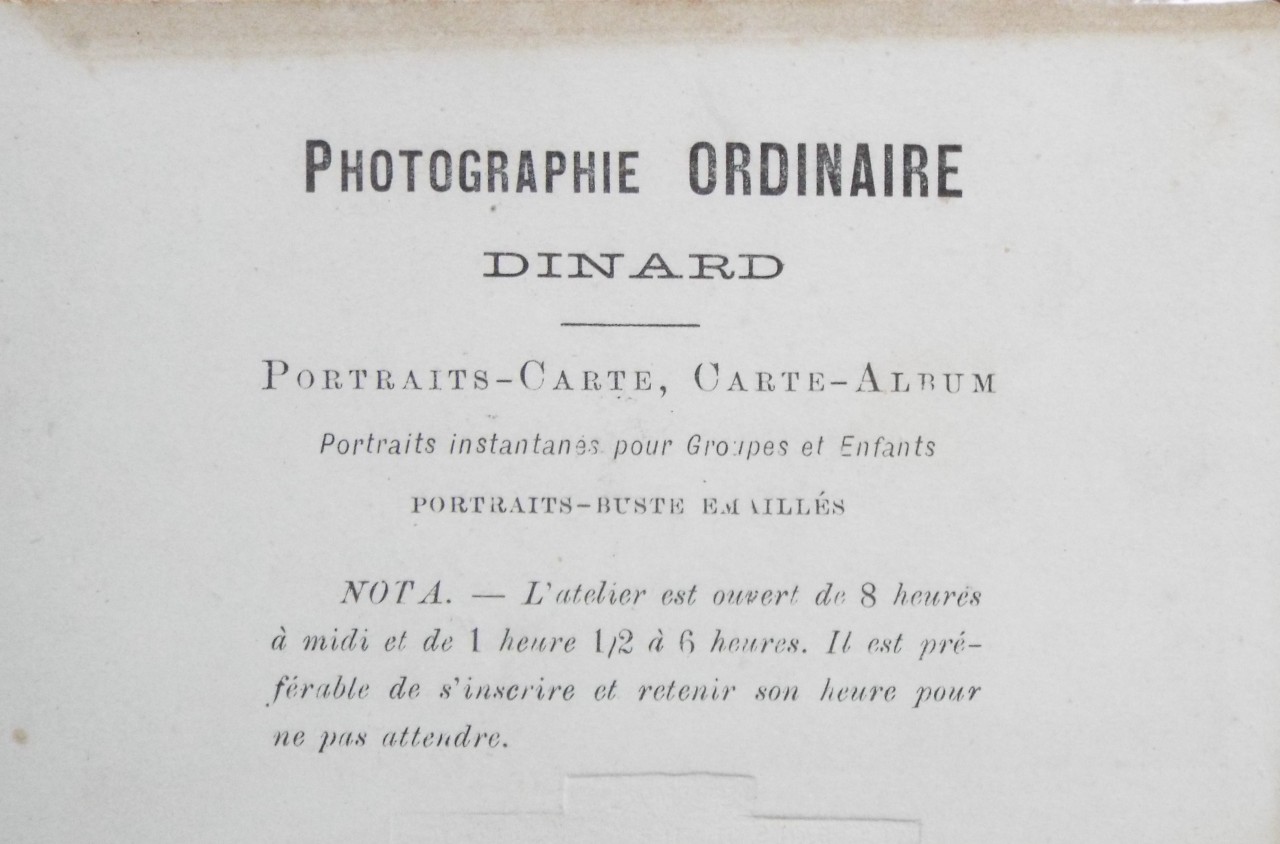 PHOTOGRAPHIE ORDINAIRE
DINARD
PORTRAITS-CARTE, CARTE-ALBUM
Portraits instantanés pour Groupes et Enfants
PORTRAITS-BUSTE EMAILLÉS
NOTA. — L'atelier est ouvert de 8 heures
à midi et de 1 heure 1/2 à 6 heures. Il est pré-
férable de s'inscrire et retenir son heure pour
ne pas attendre.